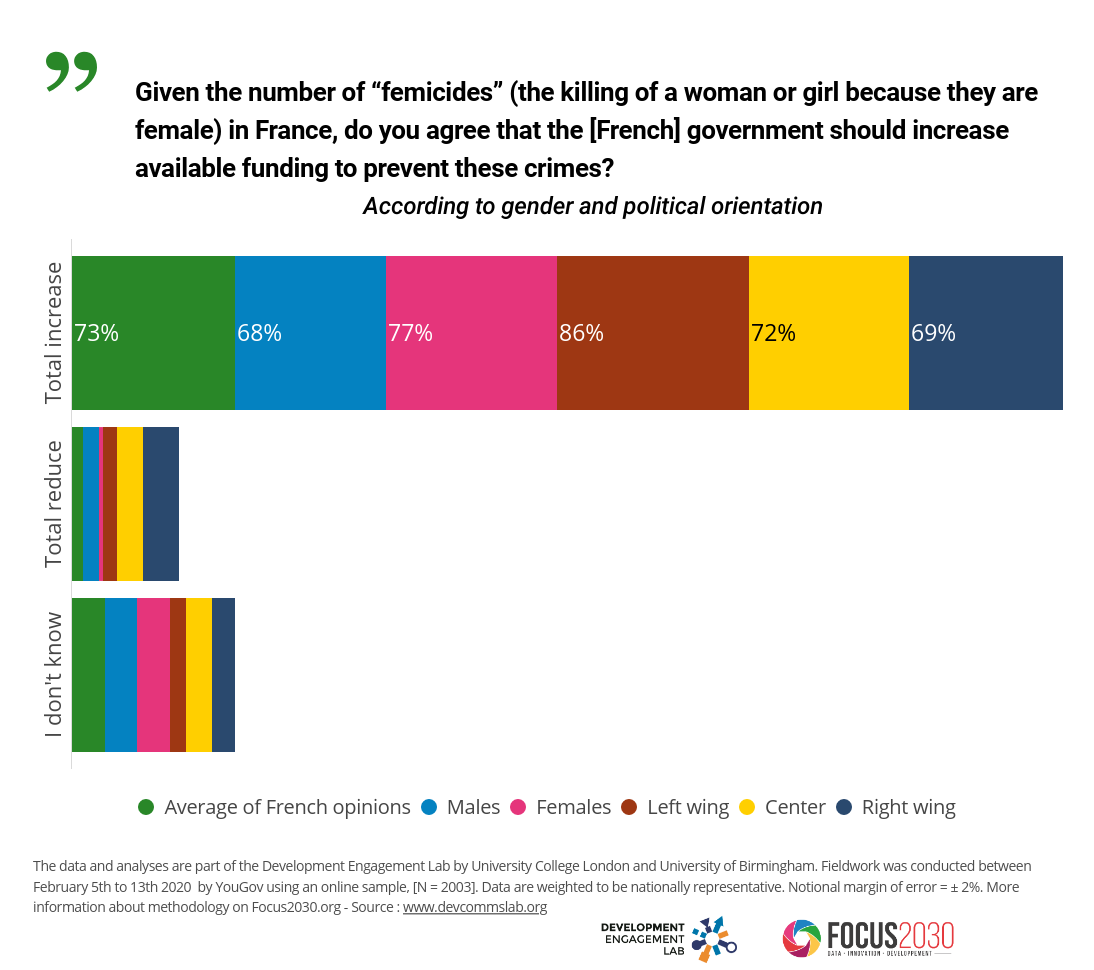 ”
Given the number of “femicides” (the killing of a woman or girl because they are
female) in France, do you agree that the [French] government should increase
available funding to prevent these crimes?
According to gender and political orientation
Total increase
73%
68%
77%
86%
72%
69%
Total reduce
I don't know
Average of French opinions
Males
Females
Left wing
Center
Right wing
The data and analyses are part of the Development Engagement Lab by University College London and University of Birmingham. Fieldwork was conducted between
February 5th to 13th 2020 by YouGov using an online sample, [N = 2003]. Data are weighted to be nationally representative. Notional margin of error = ± 2%. More
information about methodology on Focus2030.org - Source : www.devcommslab.org
DEVELOPMENT
ENGAGEMENT
LAB
FOCUS2030
DATA · INNOVATION · DEVELOPPEMENT